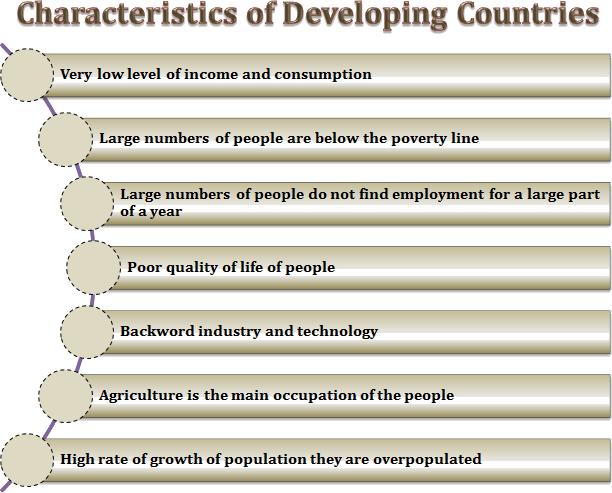 Characteristics of Developing Countries
Very low level of income and consumption
Large numbers of people are below the poverty line
Large numbers of people do not find employment for a large part
of a year
Poor quality of life of people
Backword industry and technology
Agriculture is the main occupation of the people
High rate of growth of population they are overpopulated